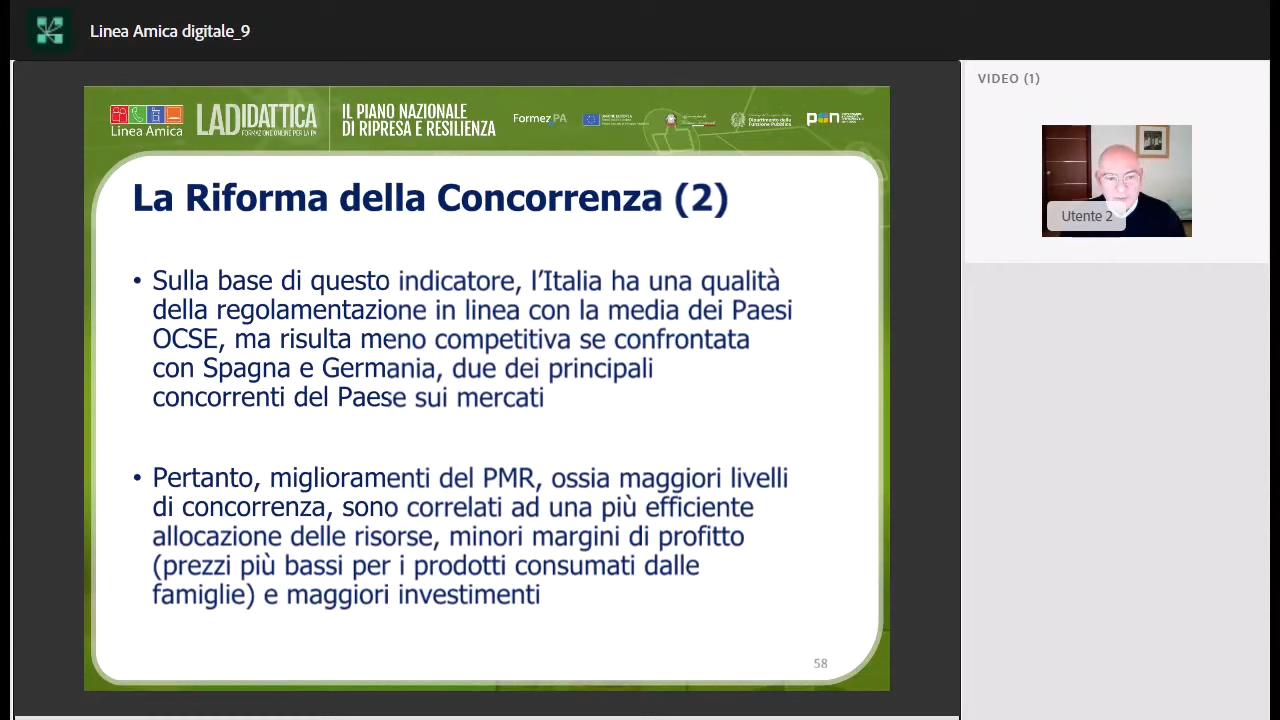 Linea Amica digitale_9
VIDEO (1)
Utente 2
Linea Amica
LADIDATTICA
FORMAZIONE ONLINE PER LA PA
IL PIANO NAZIONALE
DI RIPRESA E RESILIENZA
FormezPA
Dipartimento della
Funzione Pubblica
pon
La Riforma della Concorrenza (2)
• Sulla base di questo indicatore, l’Italia ha una qualità
della regolamentazione in linea con la media dei Paesi
OCSE, ma risulta meno competitiva se confrontata
con Spagna e Germania, due dei principali
concorrenti del Paese sui mercati
• Pertanto, miglioramenti del PMR, ossia maggiori livelli
di concorrenza, sono correlati ad una più efficiente
allocazione delle risorse, minori margini di profitto
(prezzi più bassi per i prodotti consumati dalle
famiglie) e maggiori investimenti
58